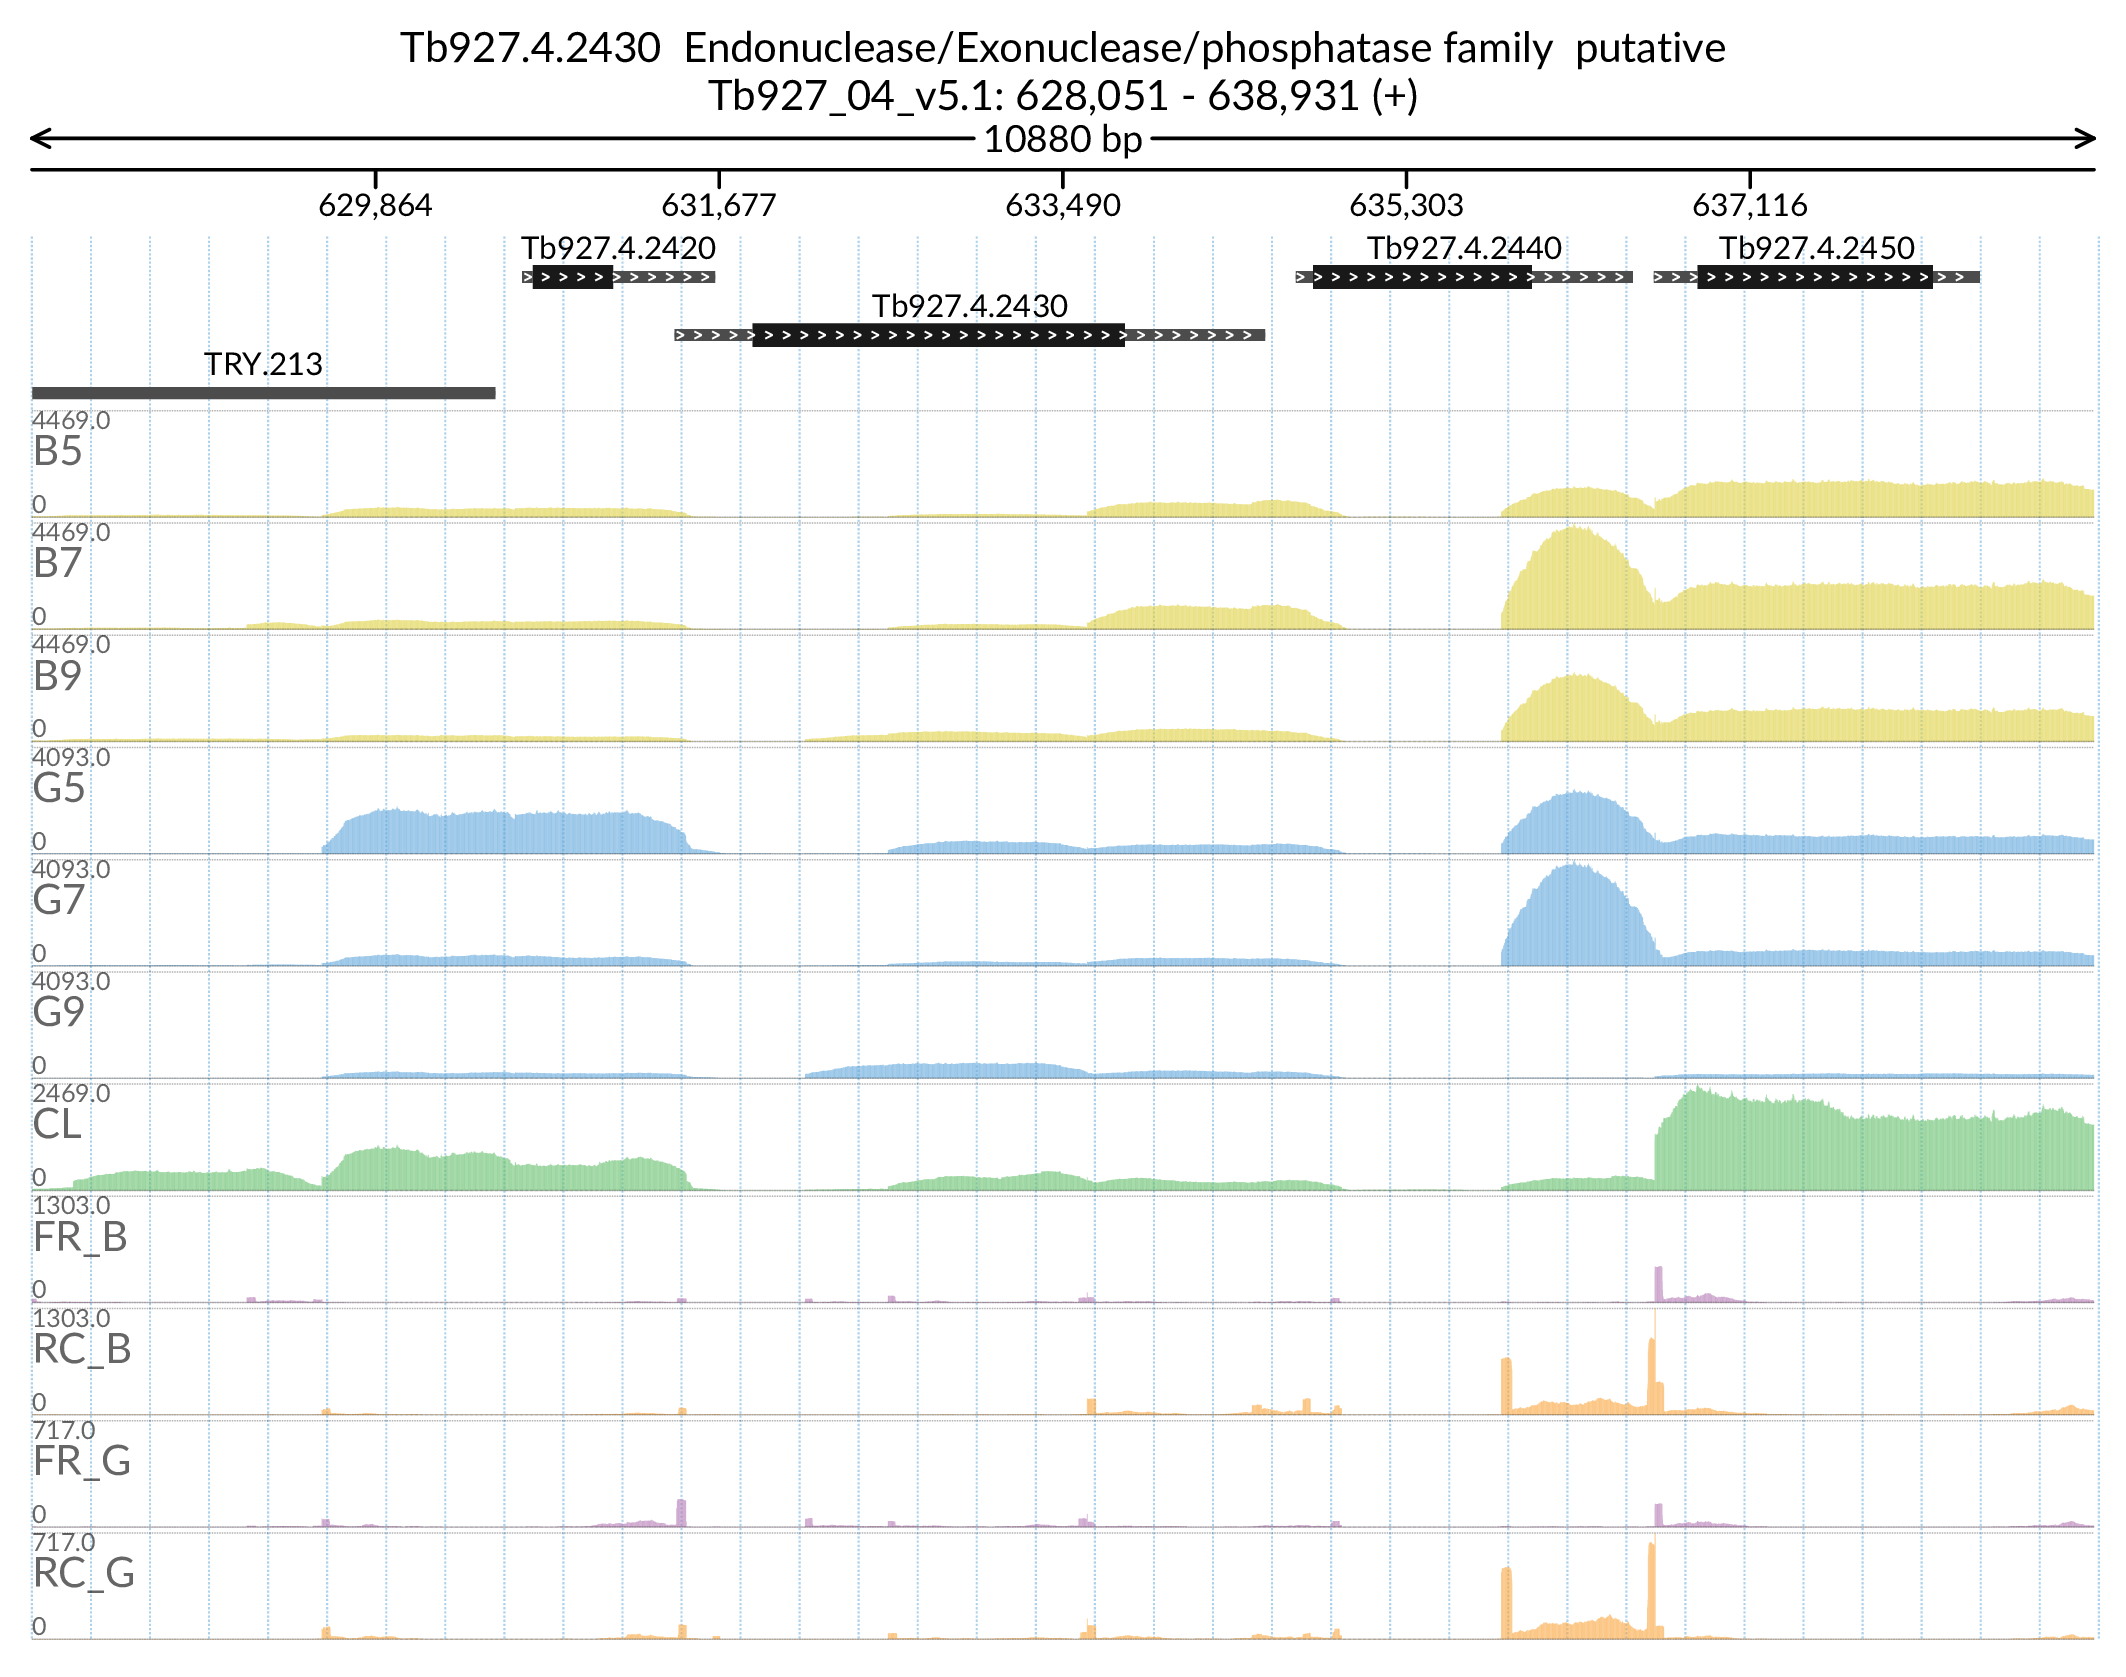 Tb927.4.2430  Endonuclease/Exonuclease/phosphatase family  putative
Tb927_04_v5.1: 628,051 - 638,931 (+)
10880 bp
629,864 631,677 633,490 635,303 637,116
Tb927.4.2420 Tb927.4.2440 Tb927.4.2450
Tb927.4.2430
TRY.213
4469.0
B5
0
4469.0
B7
0
4469.0
B9
0
4093.0
G5
0
4093.0
G7
0
4093.0
G9
0
2469.0
CL
0
1303.0
FR_B
0
1303.0
RC_B
0
717.0
FR_G
0
717.0
RC_G
0